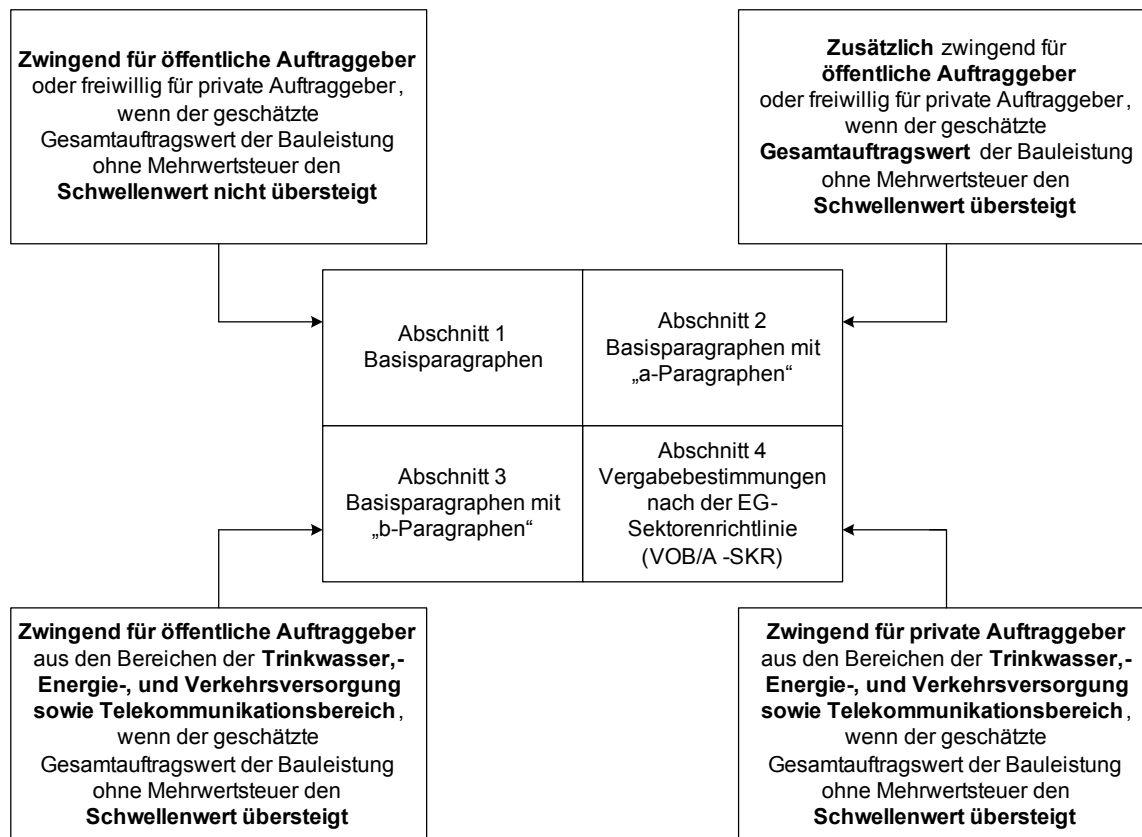 Zwingend für öffentliche Auftraggeber
oder freiwillig für private Auftraggeber,
wenn der geschätzte
Gesamtauftragswert der Bauleistung
ohne Mehrwertsteuer den
Schwellenwert nicht übersteigt
Zusätzlich zwingend für
öffentliche Auftraggeber
oder freiwillig für private Auftraggeber,
wenn der geschätzte
Gesamtauftragswert der Bauleistung
ohne Mehrwertsteuer den
Schwellenwert übersteigt
Abschnitt 1
Basisparagraphen
Abschnitt 2
Basisparagraphen mit
„a-Paragraphen“
Abschnitt 3
Basisparagraphen mit
„b-Paragraphen“
Abschnitt 4
Vergabebestimmungen
nach der EG-
Sektorenrichtlinie
(VOB/A -SKR)
Zwingend für öffentliche Auftraggeber
aus den Bereichen der Trinkwasser,-
Energie-, und Verkehrsversorgung
sowie Telekommunikationsbereich,
wenn der geschätzte
Gesamtauftragswert der Bauleistung
ohne Mehrwertsteuer den
Schwellenwert übersteigt
Zwingend für private Auftraggeber
aus den Bereichen der Trinkwasser,-
Energie-, und Verkehrsversorgung
sowie Telekommunikationsbereich,
wenn der geschätzte
Gesamtauftragswert der Bauleistung
ohne Mehrwertsteuer den
Schwellenwert übersteigt